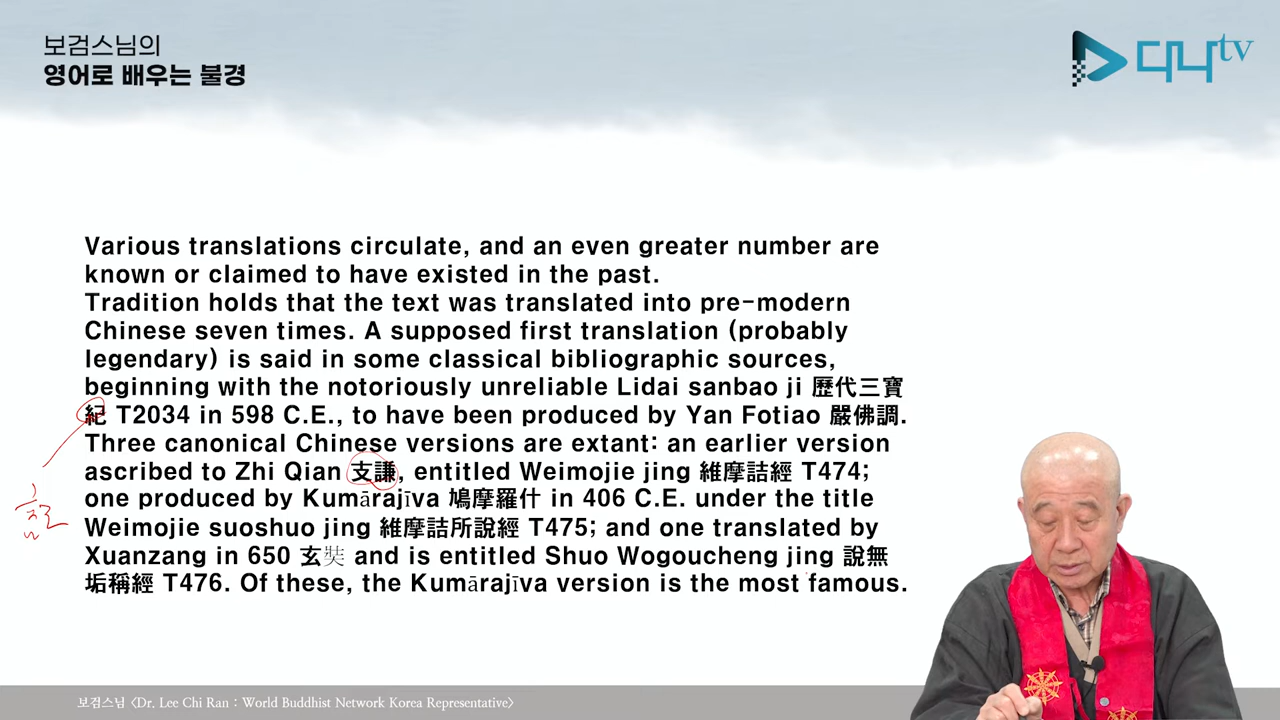 보검스님의
영어로 배우는 불경
디나tv
Various translations circulate, and an even greater number are
known or claimed to have existed in the past.
Tradition holds that the text was translated into pre-modern
Chinese seven times. A supposed first translation (probably
legendary) is said in some classical bibliographic sources,
beginning with the notoriously unreliable Lidai sanbao ji 歷代三寶
紀 T2034 in 598 C.E., to have been produced by Yan Fotiao 嚴佛調.
Three canonical Chinese versions are extant: an earlier version
ascribed to Zhi Qian 支謙, entitled Weimojie jing 維摩詰經 T474;
one produced by Kumārajīva 鳩摩羅什 in 406 C.E. under the title
Weimojie suoshuo jing 維摩詰所說經 T475; and one translated by
Xuanzang in 650 玄奘 and is entitled Shuo Wogoucheng jing 說無
垢稱經 T476. Of these, the Kumārajīva version is the most famous.
보검스님 〈Dr. Lee Chi Ran : World Buddhist Network Korea Representative〉